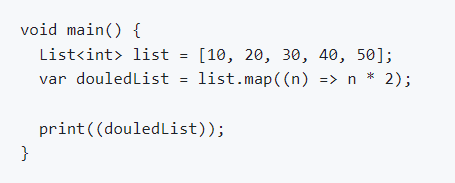 void main() {
  List<int> list = [10, 20, 30, 40, 50];
  var douledList = list.map((n) => n * 2);

  print((douledList));
}